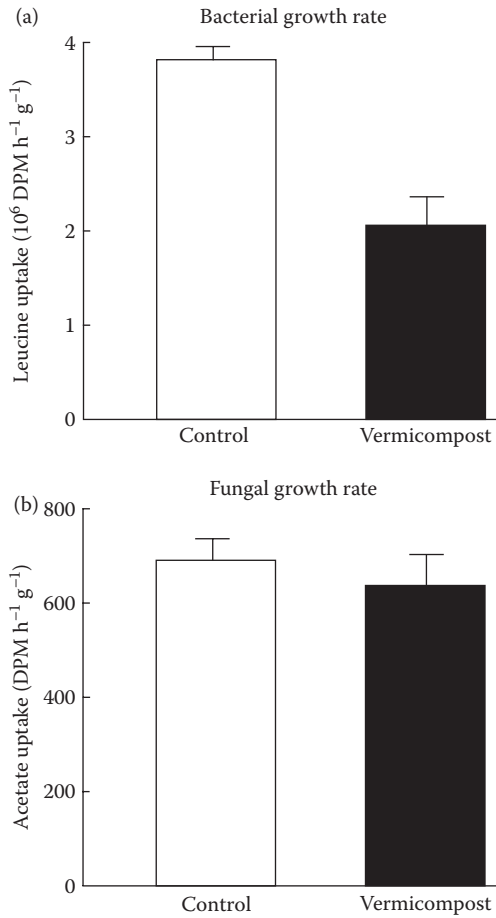 (a)
Bacterial growth rate
Leucine uptake (10⁶ DPM h⁻¹ g⁻¹)
4
3
2
1
0
Control
Vermicompost
(b)
Fungal growth rate
Acetate uptake (DPM h⁻¹ g⁻¹)
800
600
400
200
0
Control
Vermicompost